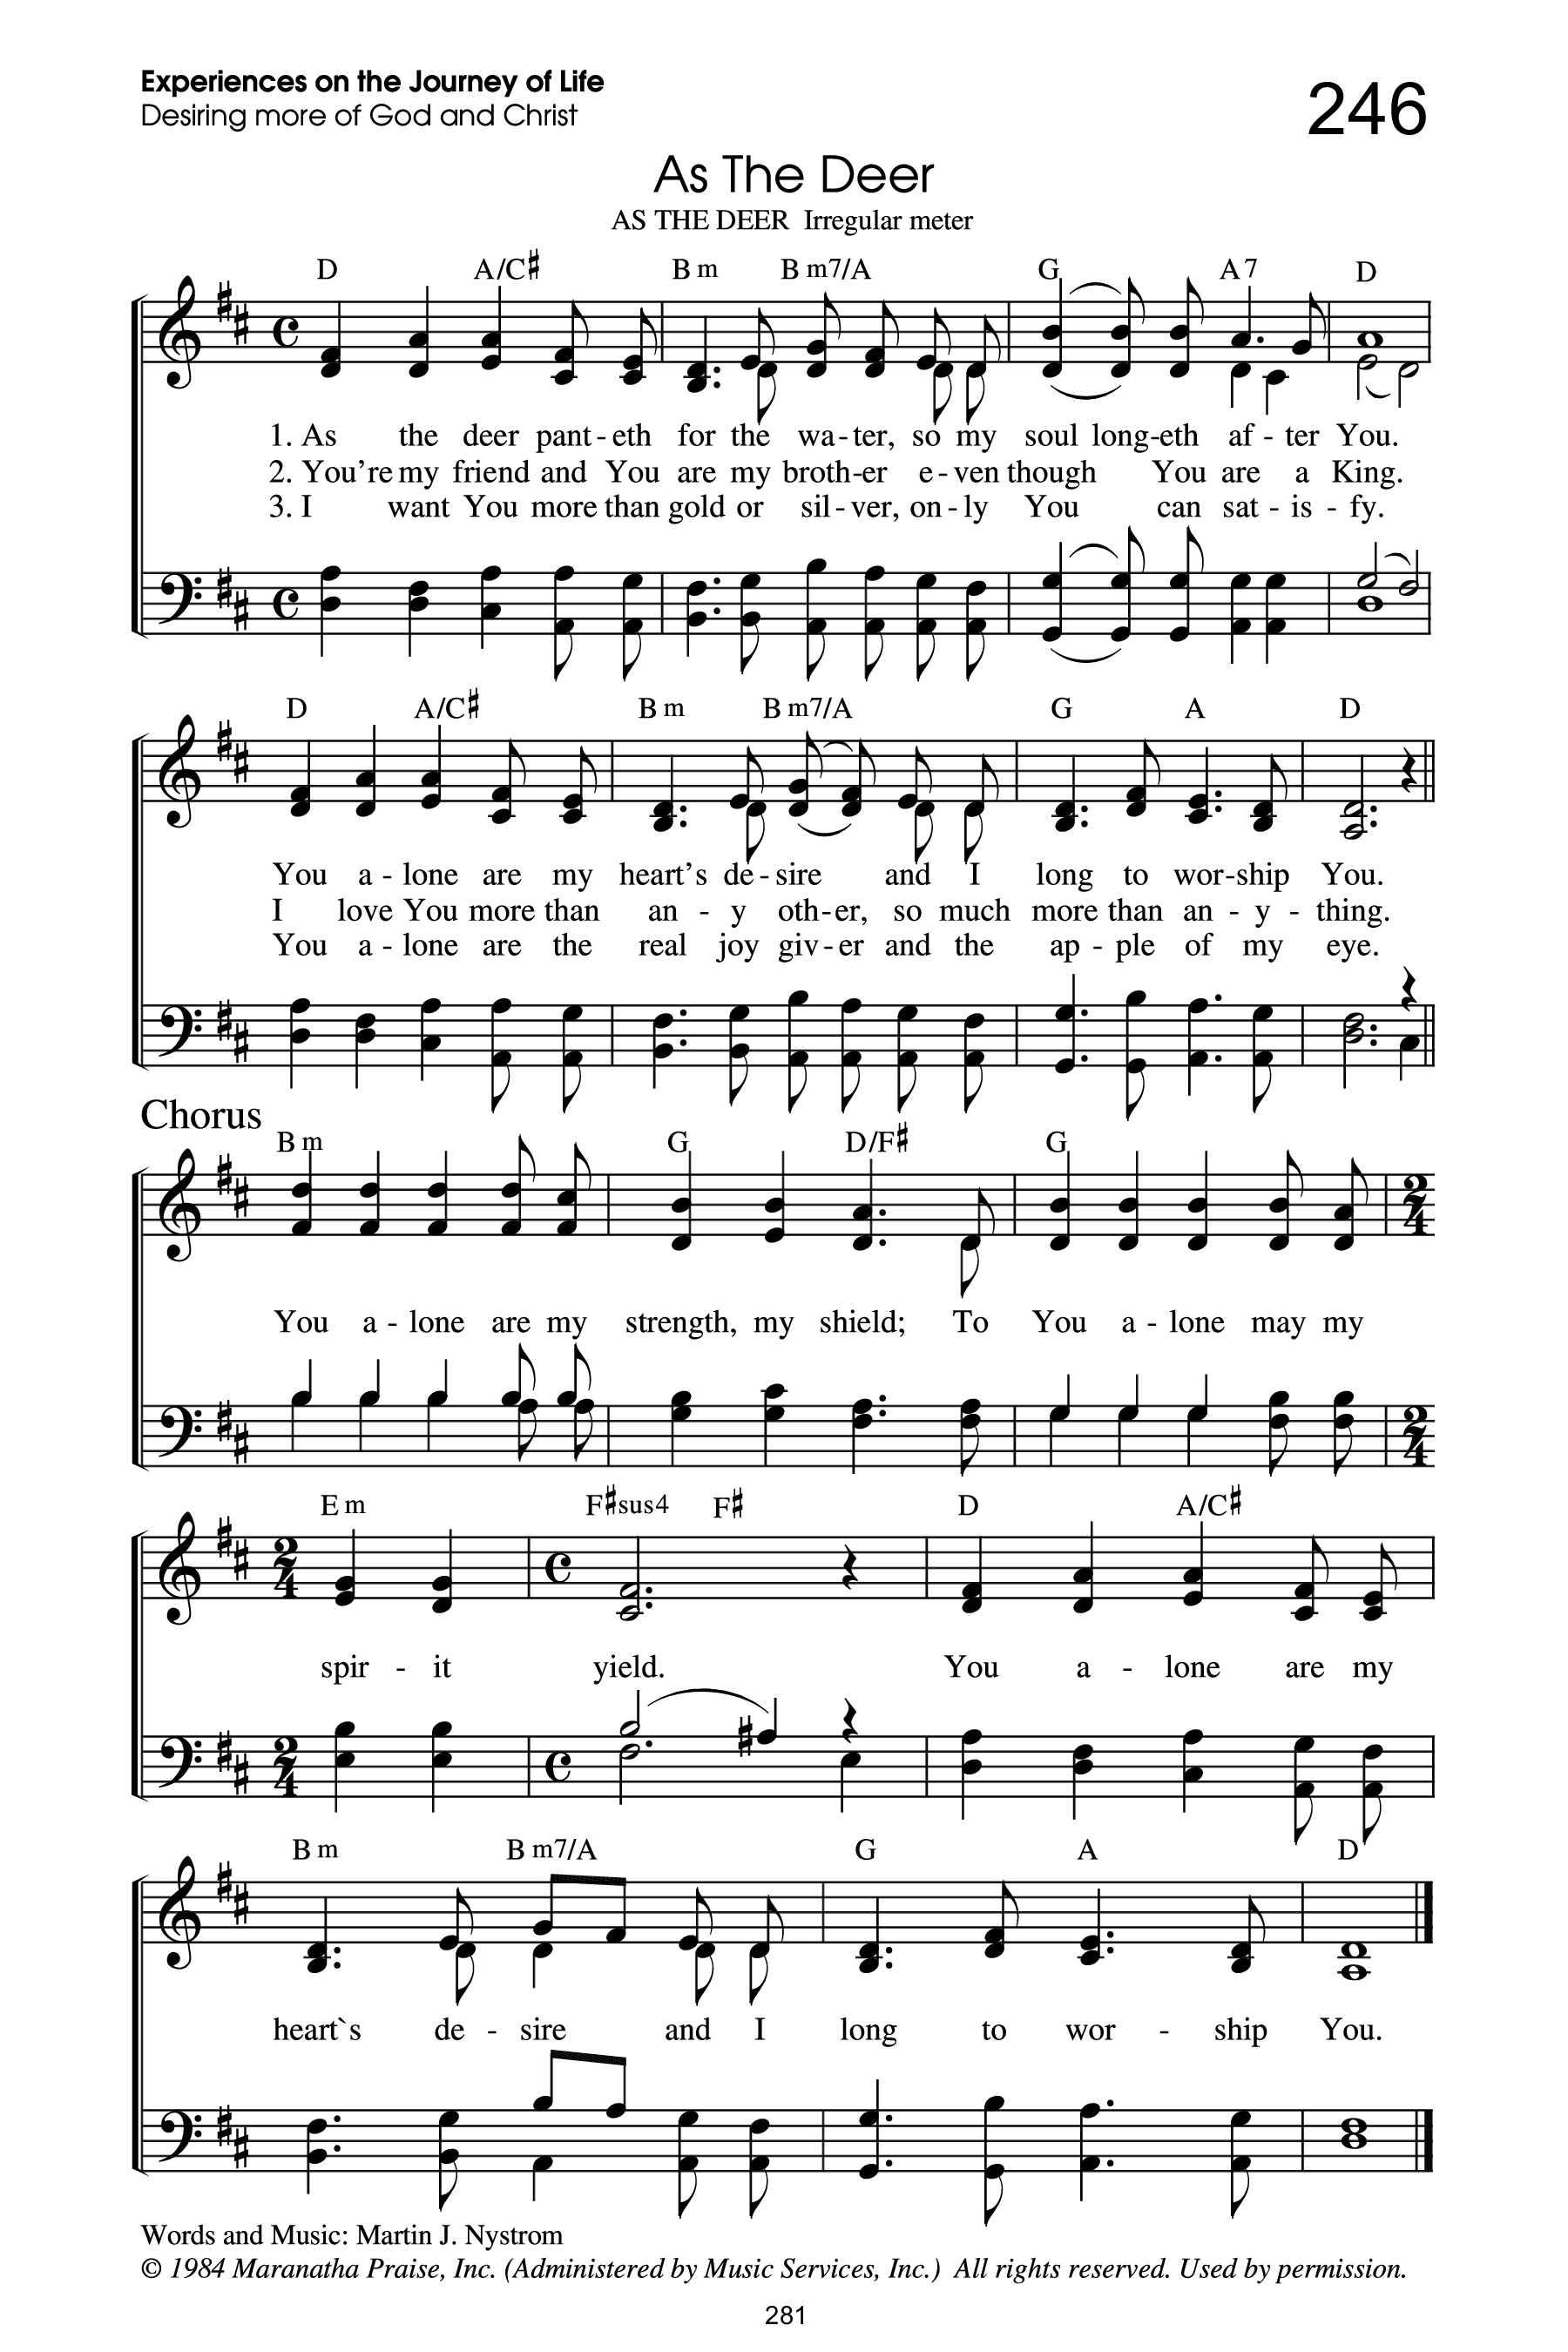 Experiences on the Journey of Life
Desiring more of God and Christ
246
As The Deer
AS THE DEER  Irregular meter
D A/C♯ Bm Bm7/A G A7 D
1. As the deer pant - eth for the wa - ter, so my soul long - eth af - ter You.
2. You’re my friend and You are my broth - er e - ven though You are a King.
3. I want You more than gold or sil - ver, on - ly You can sat - is - fy.
D A/C♯ Bm Bm7/A G A D
You a - lone are my heart’s de - sire and I long to wor - ship You.
I love You more than an - y oth - er, so much more than an - y - thing.
You a - lone are the real joy giv - er and the ap - ple of my eye.
Chorus
Bm G D/F♯ G
You a - lone are my strength, my shield; To You a - lone may my
Em F♯sus4 F♯ D A/C♯
spir - it yield. You a - lone are my
Bm Bm7/A G A D
heart`s de - sire and I long to wor - ship You.
Words and Music: Martin J. Nystrom
© 1984 Maranatha Praise, Inc. (Administered by Music Services, Inc.)  All rights reserved. Used by permission.
281